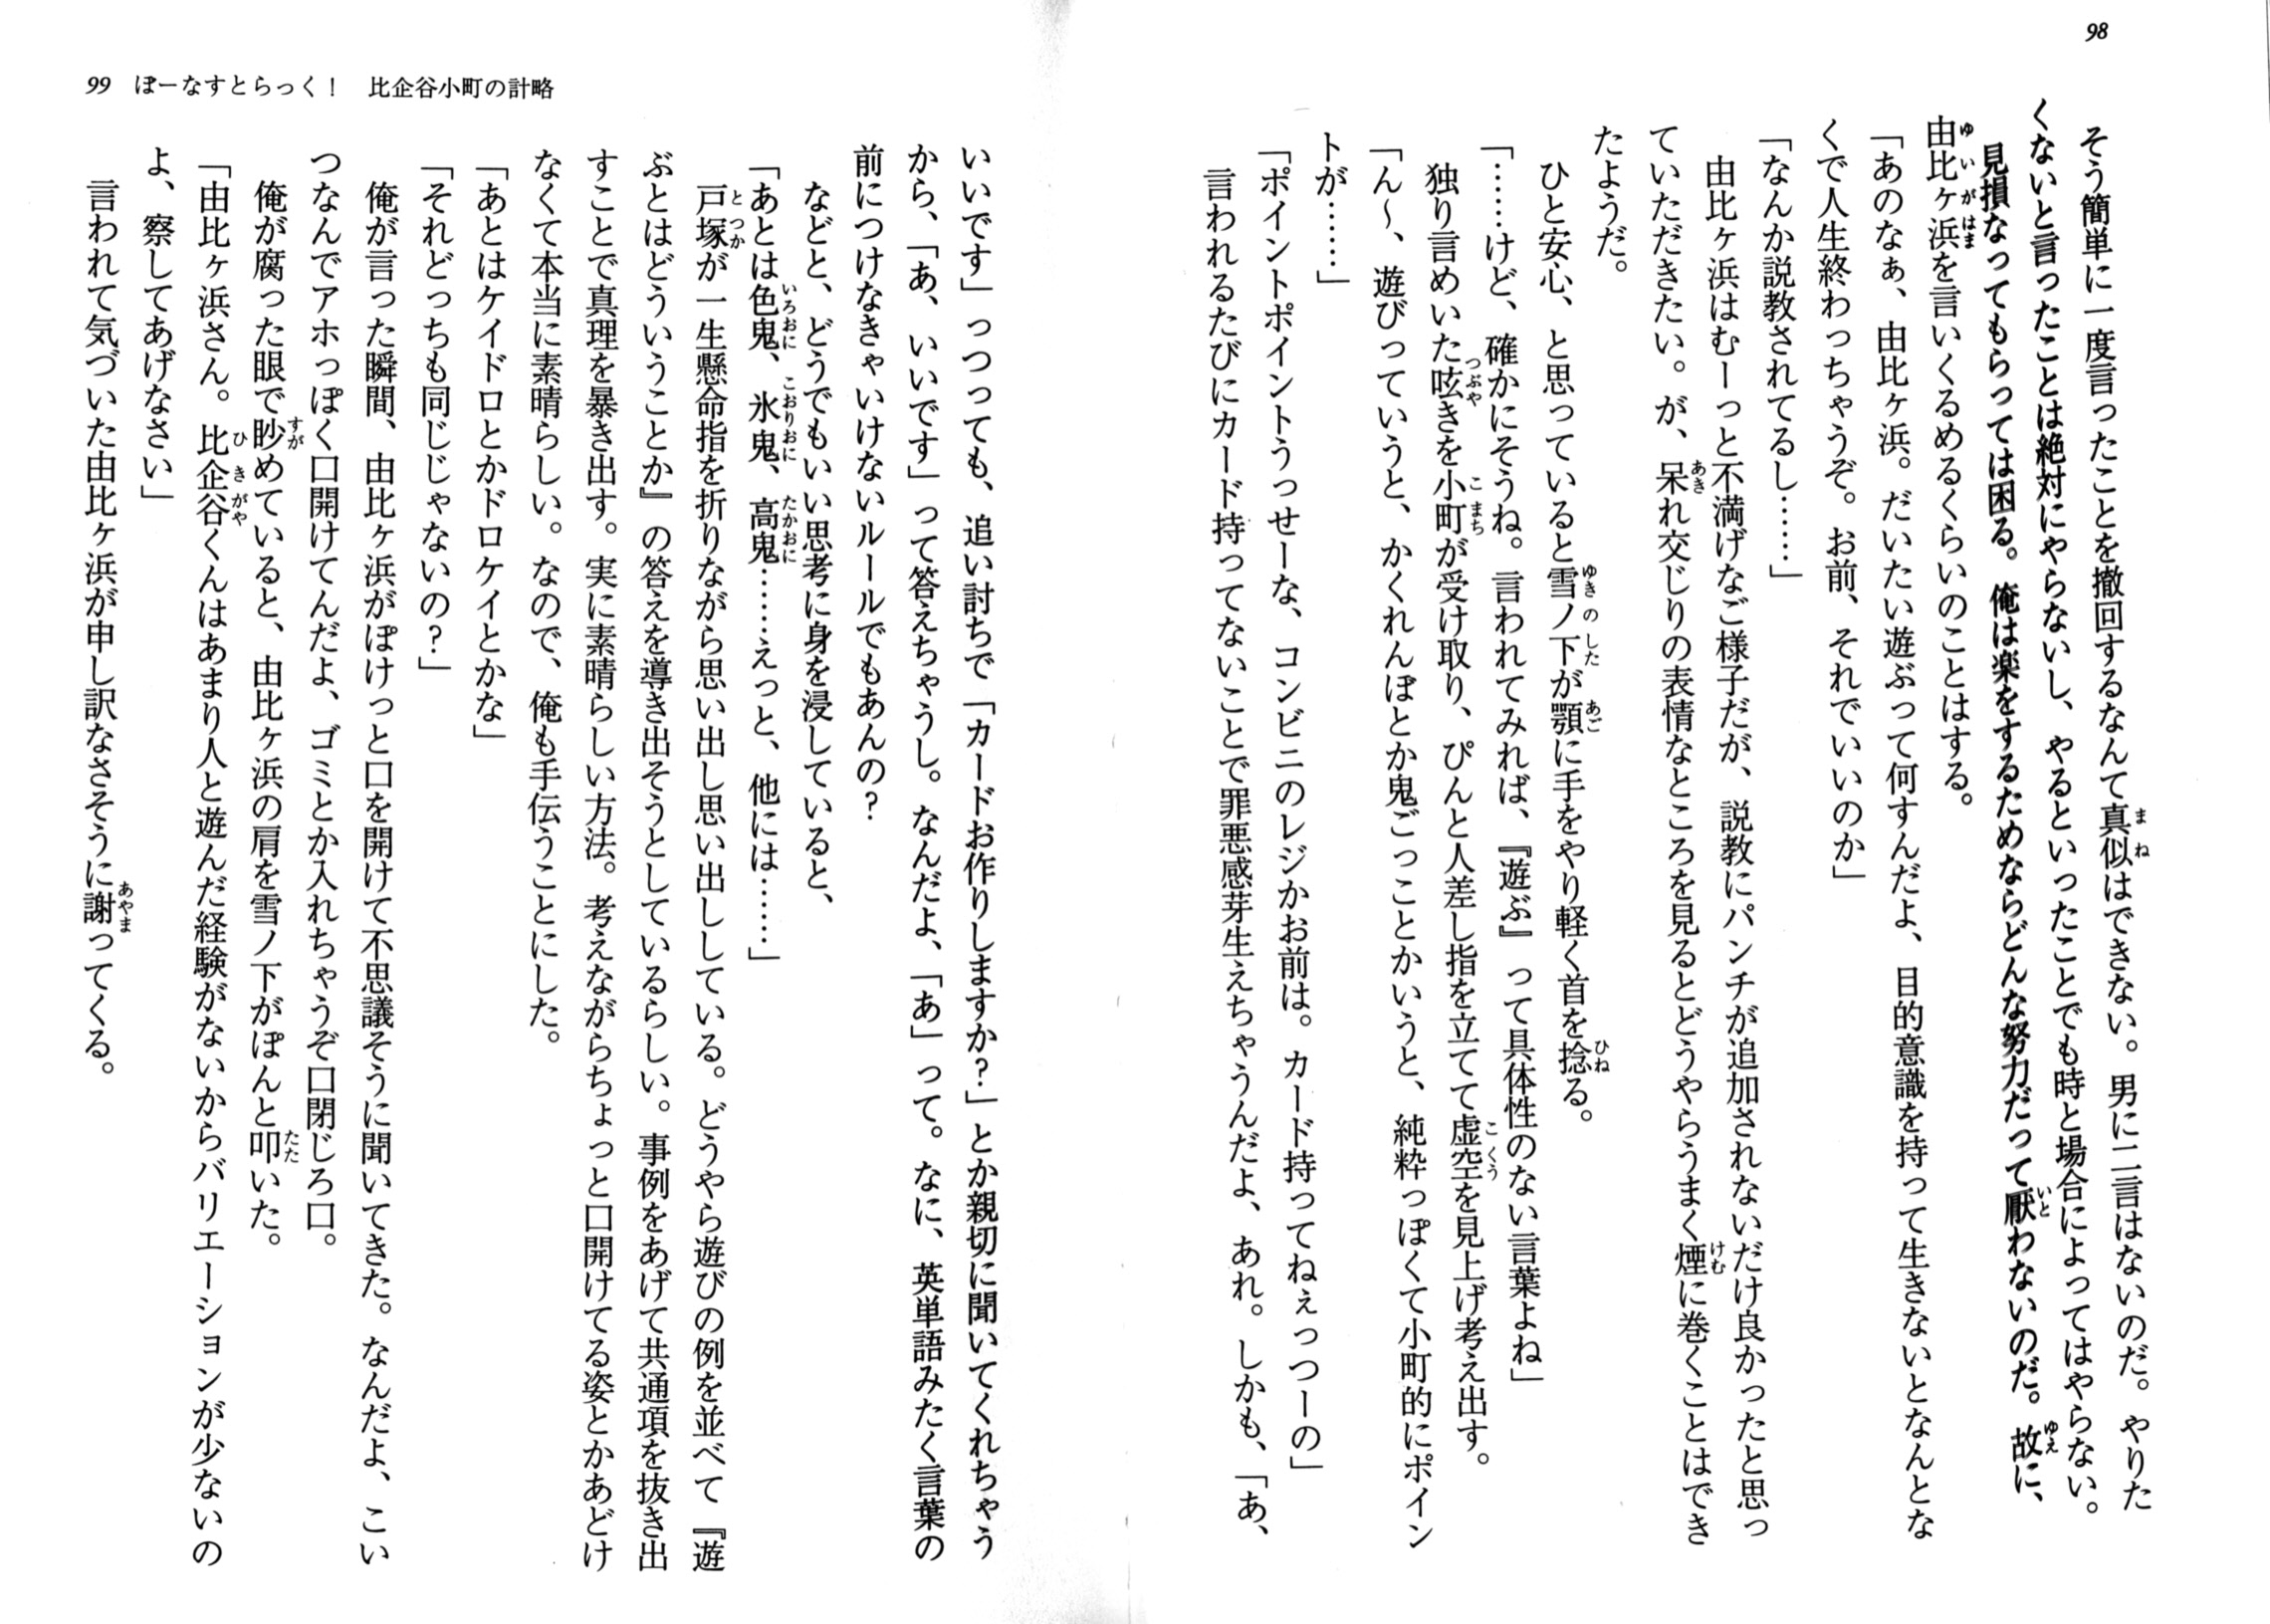 98
そう簡単に一度言ったことを撤回するなんて真似はできない。男に二言はないのだ。やりた
くないと言ったことは絶対にやらないし、やるといったことでも時と場合によってはやらない。
見損なってもらっては困る。俺は楽をするためならどんな努力だって厭わないのだ。故に、
由比ヶ浜を言いくるめるくらいのことはする。
「あのなぁ、由比ヶ浜。だいたい遊ぶって何すんだよ、目的意識を持って生きないとなんとな
くで人生終わっちゃうぞ。お前、それでいいのか」
「なんか説教されてるし……」
由比ヶ浜はむーっと不満げなご様子だが、説教にパンチが追加されないだけ良かったと思っ
ていただきたい。が、呆れ交じりの表情なところを見るとどうやらうまく煙に巻くことはでき
たようだ。
ひと安心、と思っていると雪ノ下が顎に手をやり軽く首を捻る。
「……けど、確かにそうね。言われてみれば、『遊ぶ』って具体性のない言葉よね」
独り言めいた呟きを小町が受け取り、ぴんと人差し指を立てて虚空を見上げ考え出す。
「ん〜、遊びっていうと、かくれんぼとか鬼ごっことかいうと、純粋っぽくて小町的にポイン
トが……」
「ポイントポイントうっせーな、コンビニのレジかお前は。カード持ってねぇっつーの」
言われるたびにカード持ってないことで罪悪感芽生えちゃうんだよ、あれ。しかも、「あ、
99 ぼーなすとらっく！ 比企谷小町の計略
いいです」っつっても、追い討ちで「カードお作りしますか？」とか親切に聞いてくれちゃう
から、「あ、いいです」って答えちゃうし。なんだよ、「あ」って。なに、英単語みたく言葉の
前につけなきゃいけないルールでもあんの？
などと、どうでもいい思考に身を浸していると、
「あとは色鬼、氷鬼、高鬼……えっと、他には……」
戸塚が一生懸命指を折りながら思い出し思い出ししている。どうやら遊びの例を並べて『遊
ぶとはどういうことか』の答えを導き出そうとしているらしい。事例をあげて共通項を抜き出
すことで真理を暴き出す。実に素晴らしい方法。考えながらちょっと口開けてる姿とかあどけ
なくて本当に素晴らしい。なので、俺も手伝うことにした。
「あとはケイドロとかドロケイとかな」
「それどっちも同じじゃないの？」
俺が言った瞬間、由比ヶ浜がぽけっと口を開けて不思議そうに聞いてきた。なんだよ、こい
つなんでアホっぽく口開けてんだよ、ゴミとか入れちゃうぞ口閉じろ口。
俺が腐った眼で眇めていると、由比ヶ浜の肩を雪ノ下がぽんと叩いた。
「由比ヶ浜さん。比企谷くんはあまり人と遊んだ経験がないからバリエーションが少ないの
よ、察してあげなさい」
言われて気づいた由比ヶ浜が申し訳なさそうに謝ってくる。